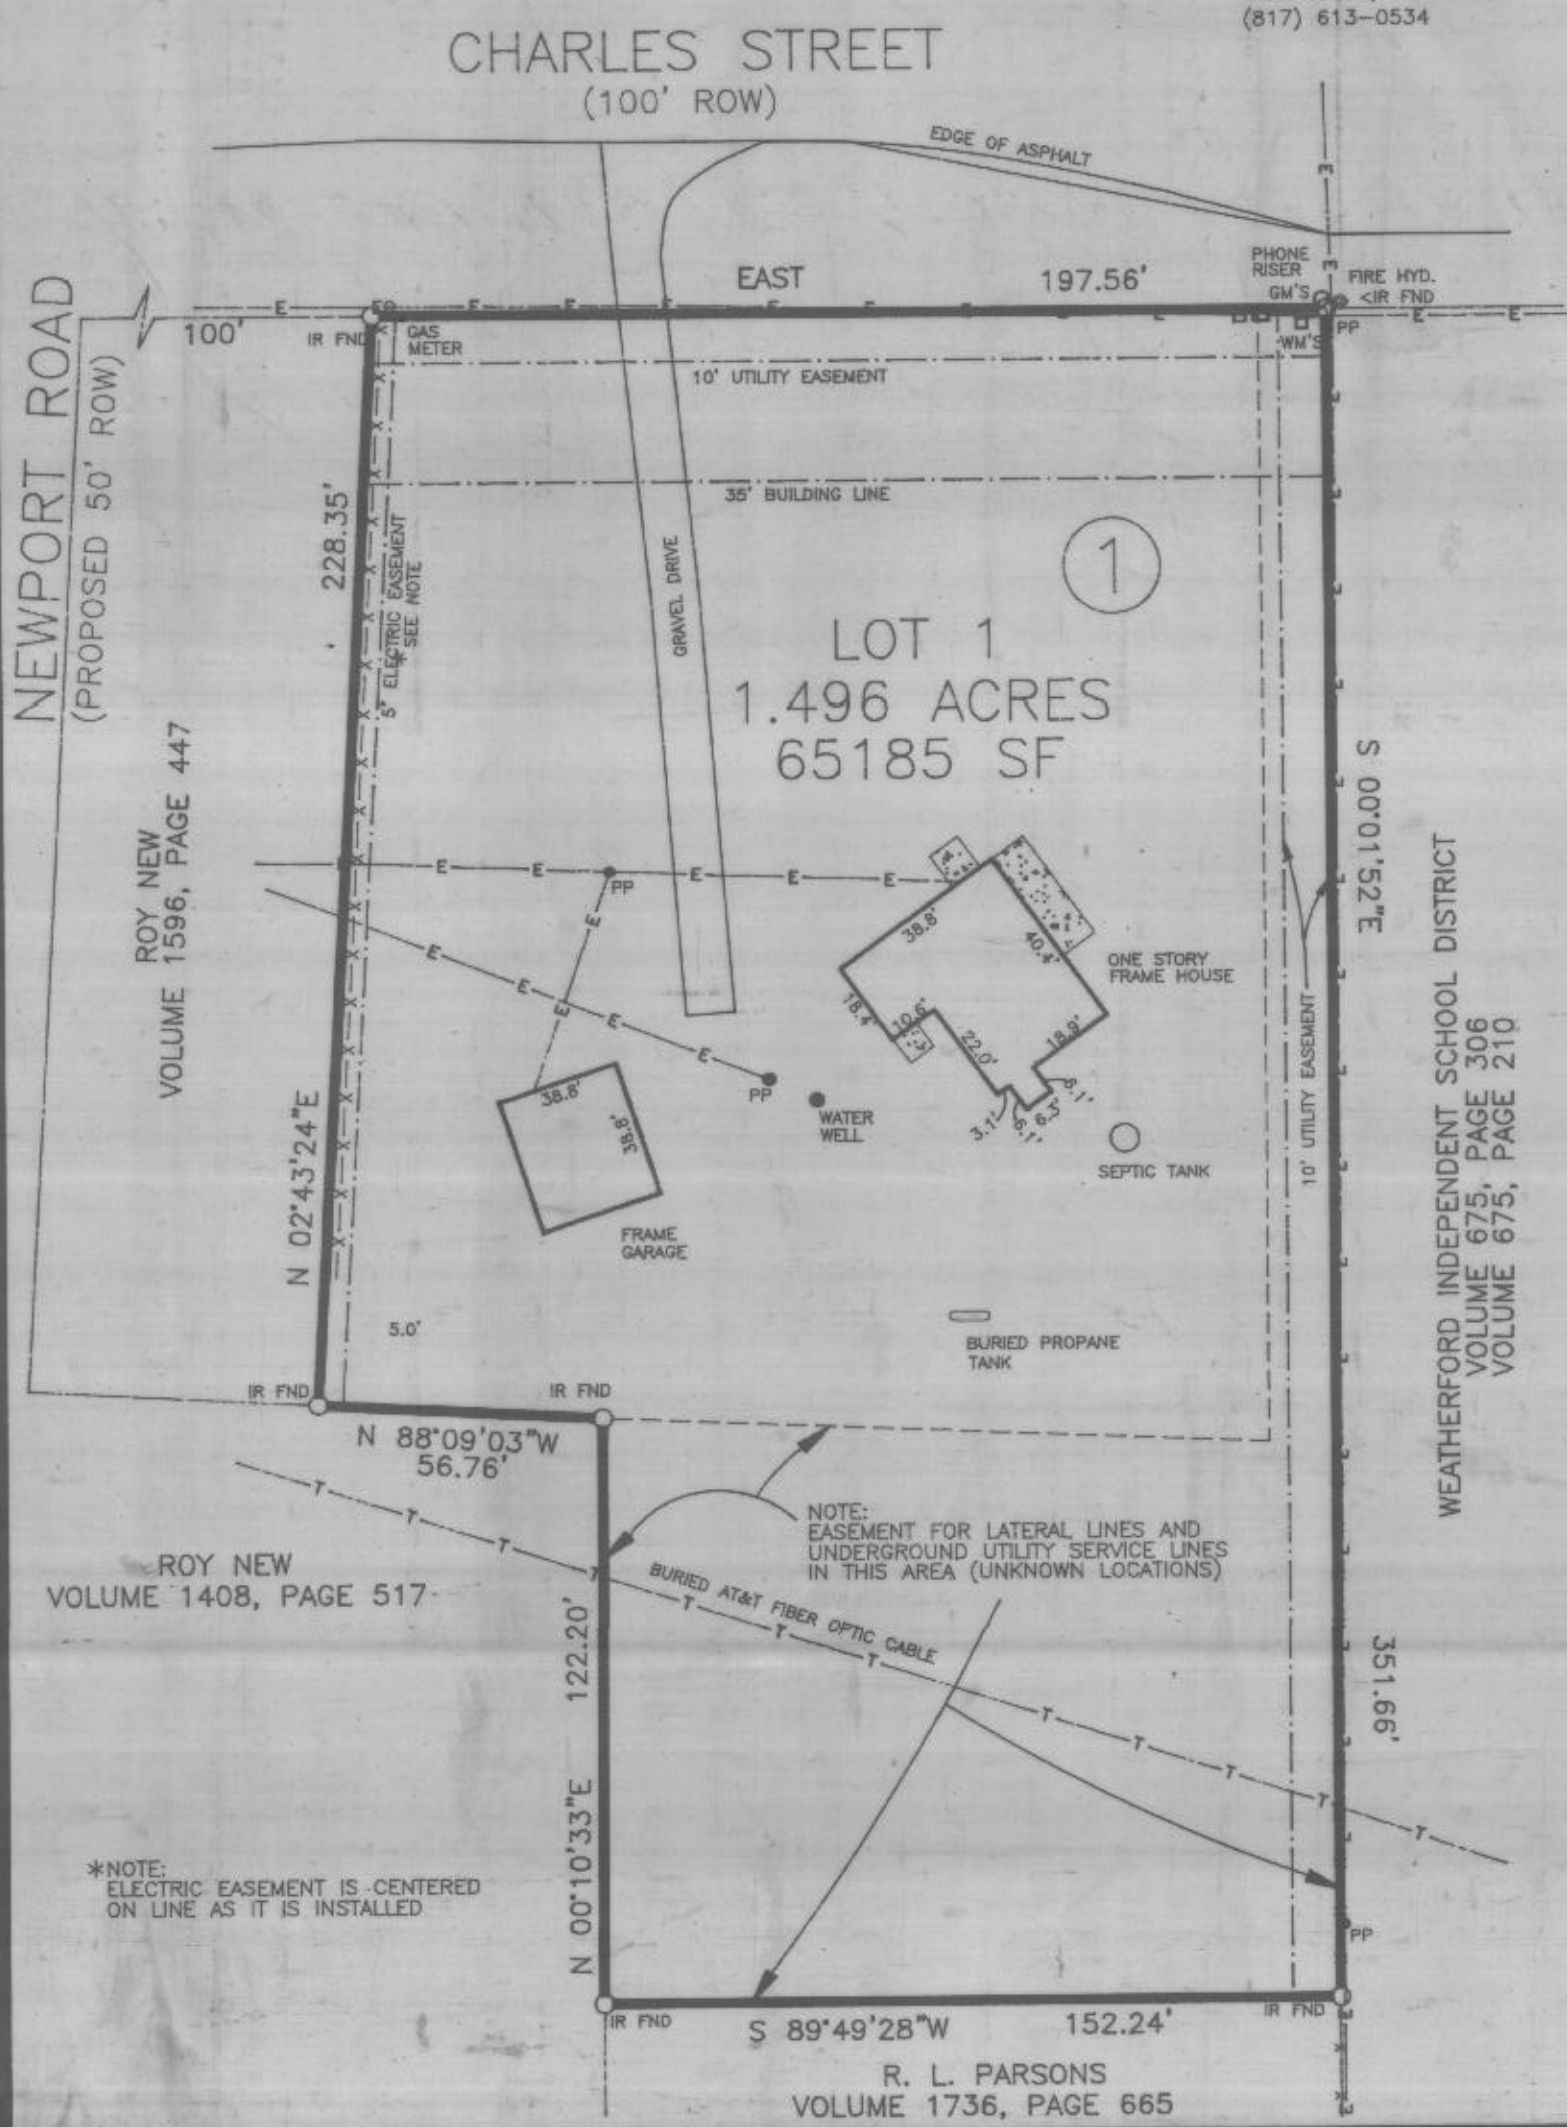 (817) 613-0534
CHARLES STREET
(100' ROW)
EDGE OF ASPHALT
EAST
197.56'
PHONE
RISER
GM'S
FIRE HYD.
<IR FND
PP
WM'S
100'
IR FND
GAS
METER
10' UTILITY EASEMENT
35' BUILDING LINE
NEWPORT ROAD
(PROPOSED 50' ROW)
228.35'
N 02°43'24"E
5' ELECTRIC EASEMENT
* SEE NOTE
GRAVEL DRIVE
1
LOT 1
1.496 ACRES
65185 SF
ROY NEW
VOLUME 1596, PAGE 447
S 00°01'52"E
351.66'
WEATHERFORD INDEPENDENT SCHOOL DISTRICT
VOLUME 675, PAGE 306
VOLUME 675, PAGE 210
10' UTILITY EASEMENT
E
PP
38.8'
40.4'
18.4'
10.6'
22.0'
18.9'
3.1'
6.1'
6.3'
6.1'
ONE STORY
FRAME HOUSE
PP
WATER
WELL
SEPTIC TANK
38.8'
38.8'
FRAME
GARAGE
5.0'
BURIED PROPANE
TANK
IR FND
IR FND
N 88°09'03"W
56.76'
NOTE:
EASEMENT FOR LATERAL LINES AND
UNDERGROUND UTILITY SERVICE LINES
IN THIS AREA (UNKNOWN LOCATIONS)
ROY NEW
VOLUME 1408, PAGE 517
BURIED AT&T FIBER OPTIC CABLE
T
122.20'
N 00°10'33"E
*NOTE:
ELECTRIC EASEMENT IS CENTERED
ON LINE AS IT IS INSTALLED
PP
IR FND
IR FND
S 89°49'28"W
152.24'
R. L. PARSONS
VOLUME 1736, PAGE 665